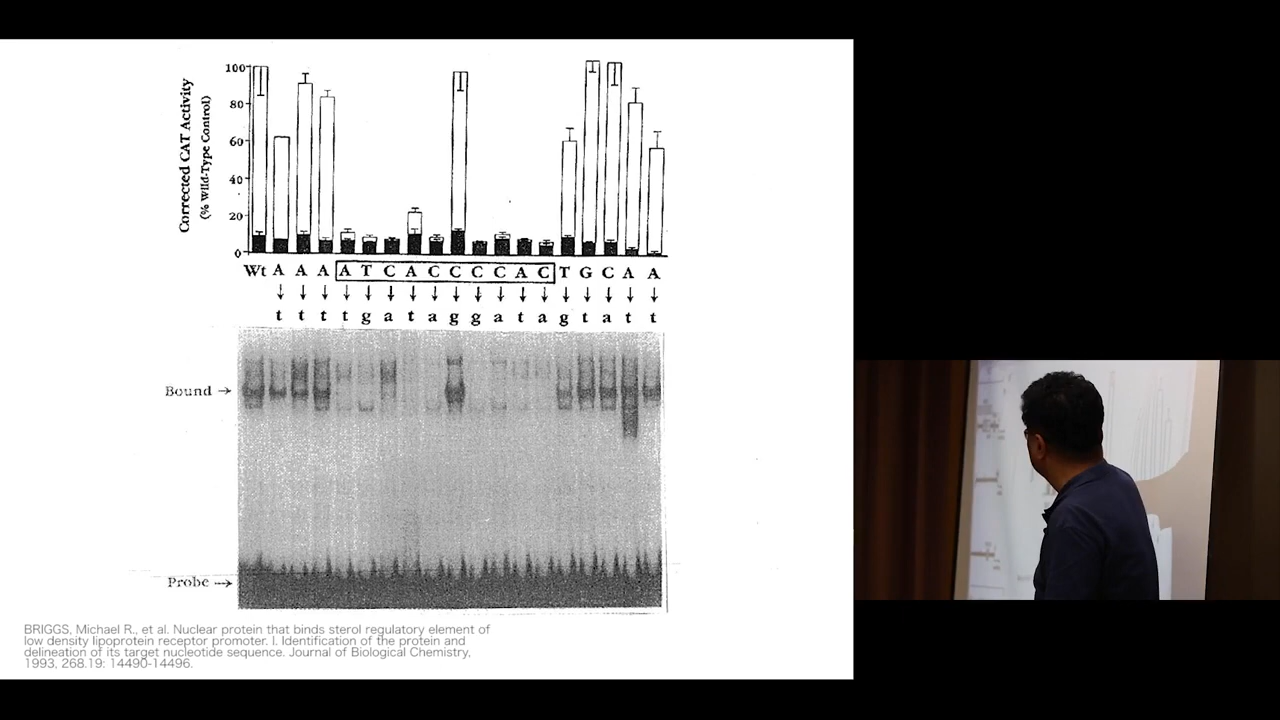 Corrected CAT Activity
(% Wild-Type Control)
100
80
60
40
20
0
Wt A A A A T C A C C C C A C T G C A A
t t t t g a t a g g a t a g t a t t
Bound →
Probe →
BRIGGS, Michael R., et al. Nuclear protein that binds sterol regulatory element of
low density lipoprotein receptor promoter. I. Identification of the protein and
delineation of its target nucleotide sequence. Journal of Biological Chemistry,
1993, 268.19: 14490-14496.